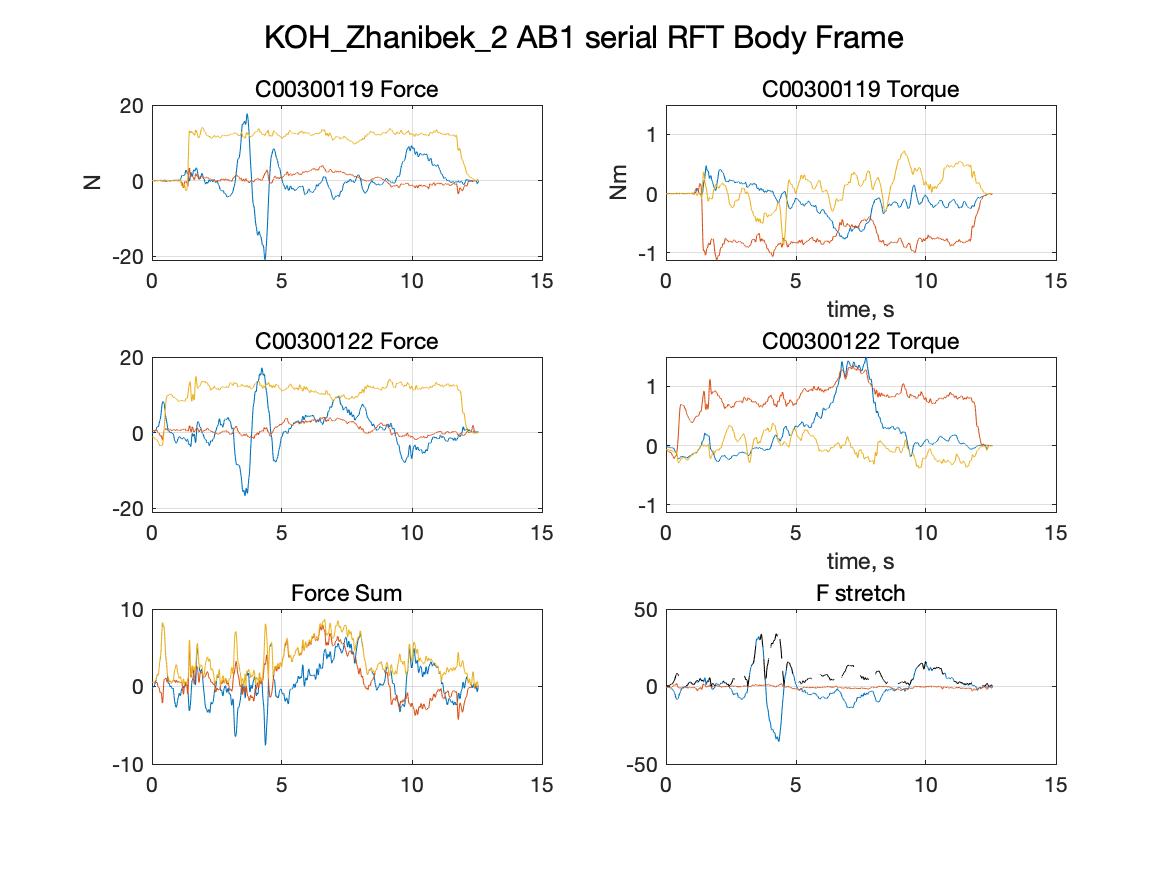 KOH_Zhanibek_2 AB1 serial RFT Body Frame
C00300119 Force
20
0
-20
N
0 5 10 15
C00300119 Torque
1
0
-1
Nm
0 5 10 15
time, s
C00300122 Force
20
0
-20
0 5 10 15
C00300122 Torque
1
0
-1
0 5 10 15
time, s
Force Sum
10
0
-10
0 5 10 15
F stretch
50
0
-50
0 5 10 15